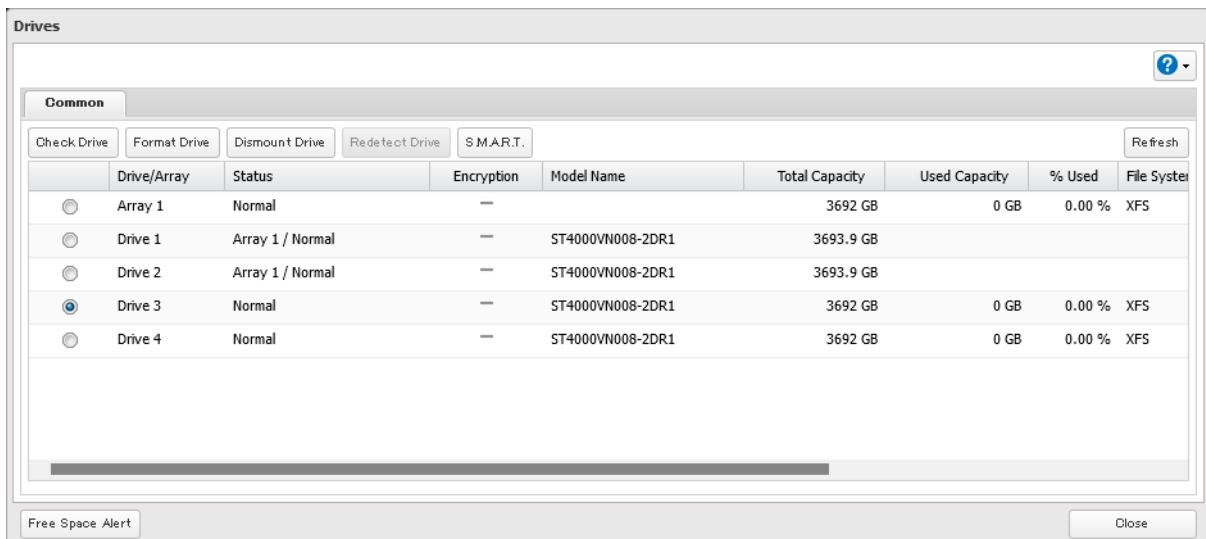 Drives
Common
Check Drive Format Drive Dismount Drive Redetect Drive S.M.A.R.T. Refresh
Drive/Array Status Encryption Model Name Total Capacity Used Capacity % Used File Syster
Array 1 Normal — 3692 GB 0 GB 0.00 % XFS
Drive 1 Array 1 / Normal — ST4000VN008-2DR1 3693.9 GB
Drive 2 Array 1 / Normal — ST4000VN008-2DR1 3693.9 GB
Drive 3 Normal — ST4000VN008-2DR1 3692 GB 0 GB 0.00 % XFS
Drive 4 Normal — ST4000VN008-2DR1 3692 GB 0 GB 0.00 % XFS
Free Space Alert Close